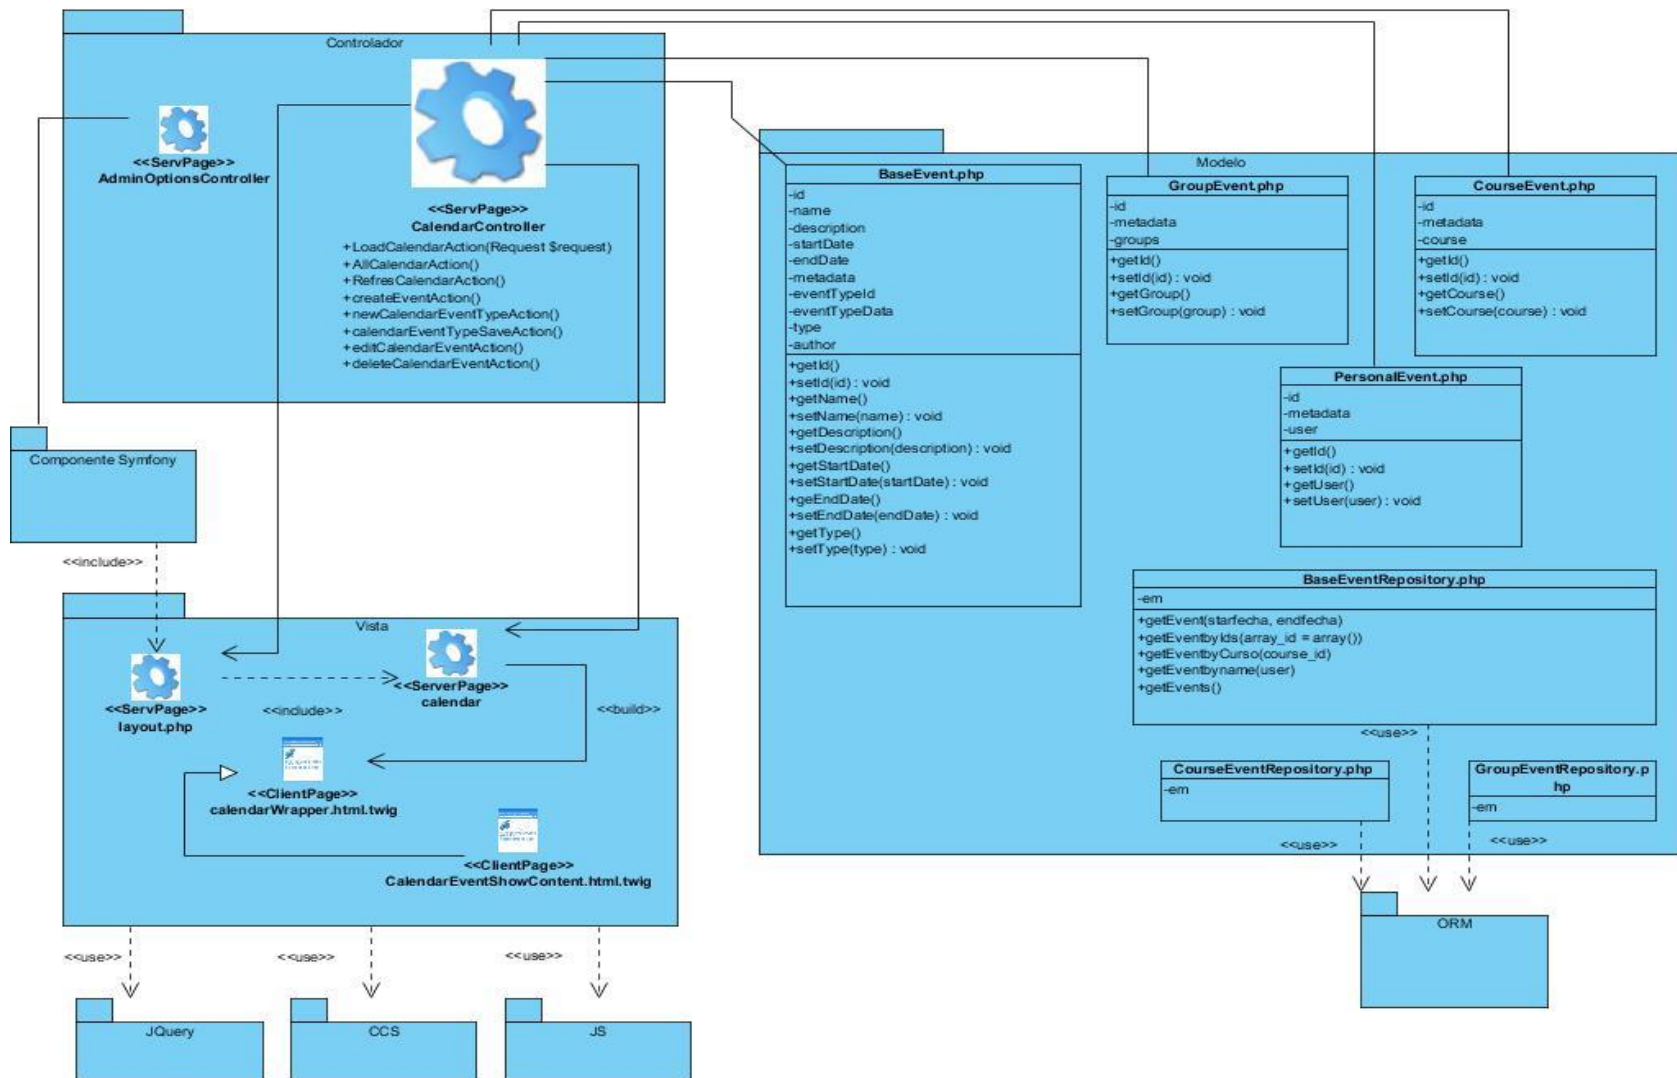 Controlador
<<ServPage>>
AdminOptionsController
<<ServPage>>
CalendarController
+LoadCalendarAction(Request $request)
+AllCalendarAction()
+RefresCalendarAction()
+createEventAction()
+newCalendarEventTypeAction()
+calendarEventTypeSaveAction()
+editCalendarEventAction()
+deleteCalendarEventAction()
Componente Symfony
<<include>>
Vista
<<ServPage>>
layout.php
<<include>>
<<ServerPage>>
calendar
<<build>>
<<ClientPage>>
calendarWrapper.html.twig
<<ClientPage>>
CalendarEventShowContent.html.twig
<<use>>
<<use>>
<<use>>
JQuery
CCS
JS
Modelo
BaseEvent.php
-id
-name
-description
-startDate
-endDate
-metadata
-eventTypeId
-eventTypeData
-type
-author
+getId()
+setId(id) : void
+getName()
+setName(name) : void
+getDescription()
+setDescription(description) : void
+getStartDate()
+setStartDate(startDate) : void
+geEndDate()
+setEndDate(endDate) : void
+getType()
+setType(type) : void
GroupEvent.php
-id
-metadata
-groups
+getId()
+setId(id) : void
+getGroup()
+setGroup(group) : void
CourseEvent.php
-id
-metadata
-course
+getId()
+setId(id) : void
+getCourse()
+setCourse(course) : void
PersonalEvent.php
-id
-metadata
-user
+getId()
+setId(id) : void
+getUser()
+setUser(user) : void
BaseEventRepository.php
-em
+getEvent(starfecha, endfecha)
+getEventbyIds(array_id = array())
+getEventbyCurso(course_id)
+getEventbyname(user)
+getEvents()
<<use>>
CourseEventRepository.php
-em
GroupEventRepository.p
hp
-em
<<use>>
<<use>>
ORM